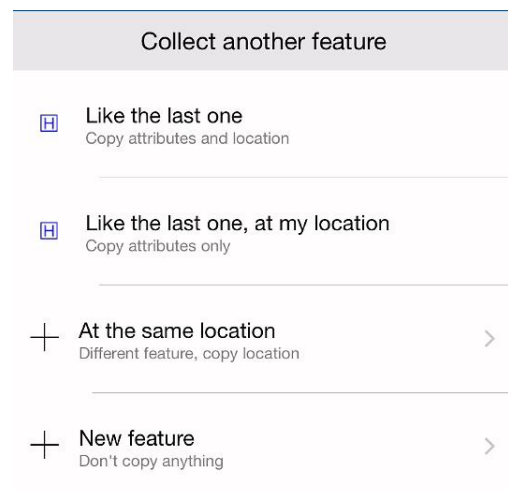 Collect another feature
H Like the last one
Copy attributes and location
H Like the last one, at my location
Copy attributes only
At the same location
Different feature, copy location
New feature
Don't copy anything